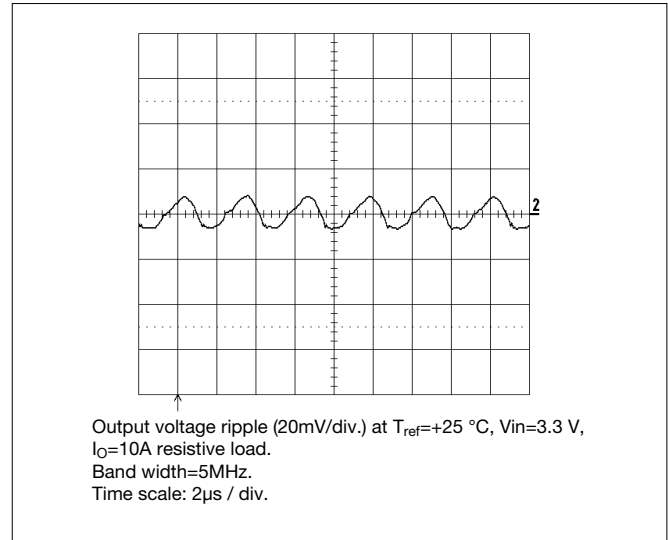 2
Output voltage ripple (20mV/div.) at Tref=+25 °C, Vin=3.3 V,
IO=10A resistive load.
Band width=5MHz.
Time scale: 2µs / div.